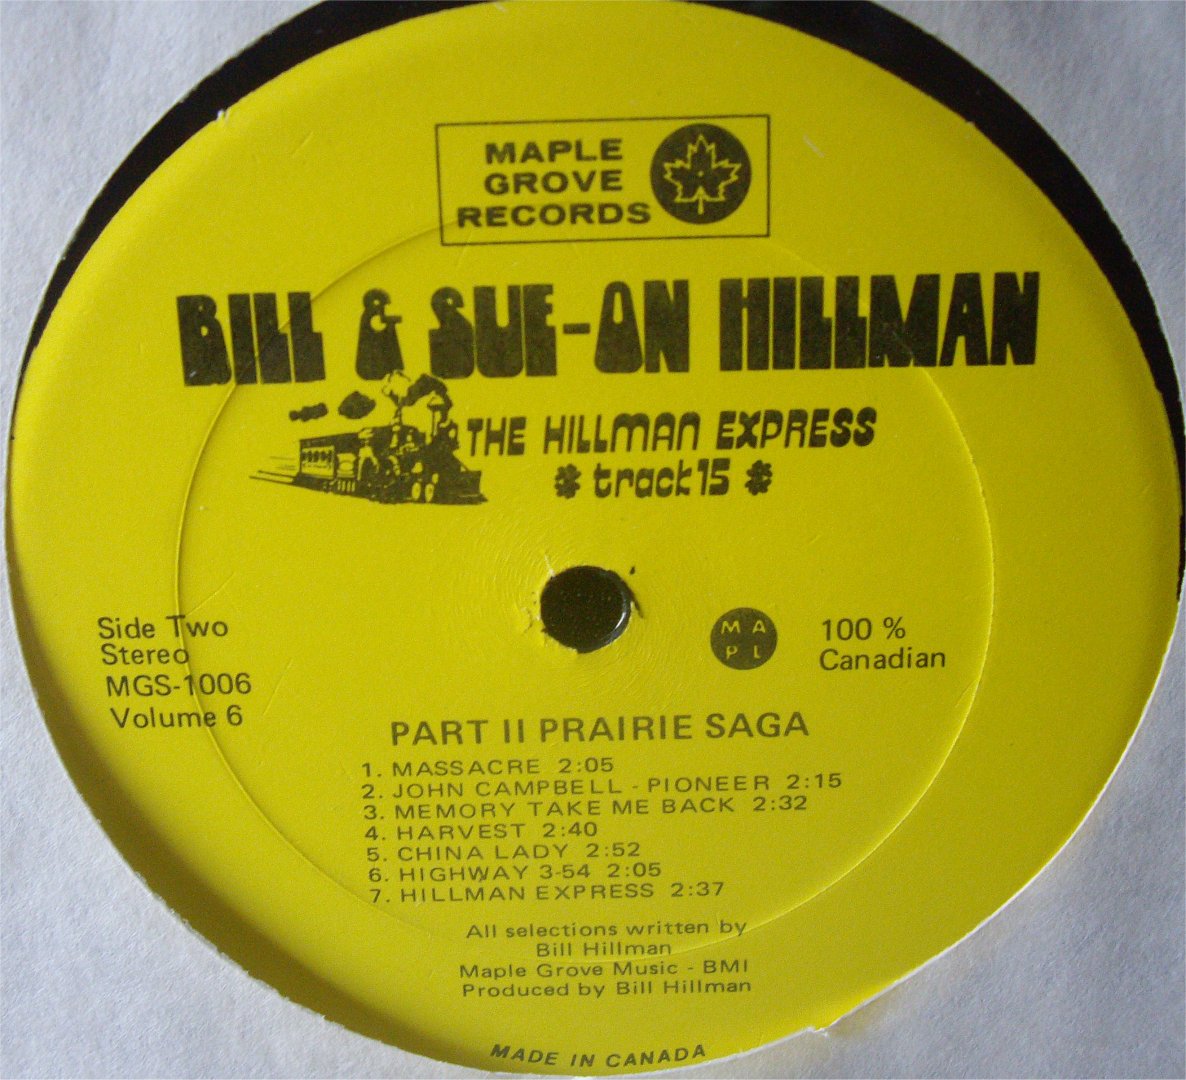 MAPLE
GROVE
RECORDS
BILL & SUE-ON HILLMAN
THE HILLMAN EXPRESS
* track 15 *
Side Two
Stereo
MGS-1006
Volume 6
M A
P L
100 %
Canadian
PART II PRAIRIE SAGA
1. MASSACRE 2:05
2. JOHN CAMPBELL - PIONEER 2:15
3. MEMORY TAKE ME BACK 2:32
4. HARVEST 2:40
5. CHINA LADY 2:52
6. HIGHWAY 3-54 2:05
7. HILLMAN EXPRESS 2:37
All selections written by
Bill Hillman
Maple Grove Music - BMI
Produced by Bill Hillman
MADE IN CANADA